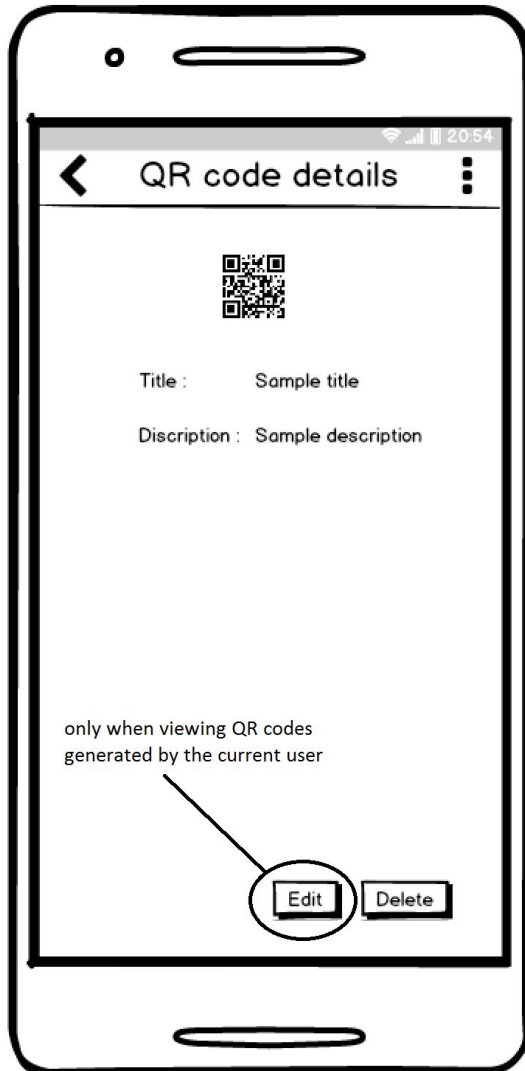 20:54
QR code details
Title : Sample title
Discription : Sample description
only when viewing QR codes
generated by the current user
Edit Delete